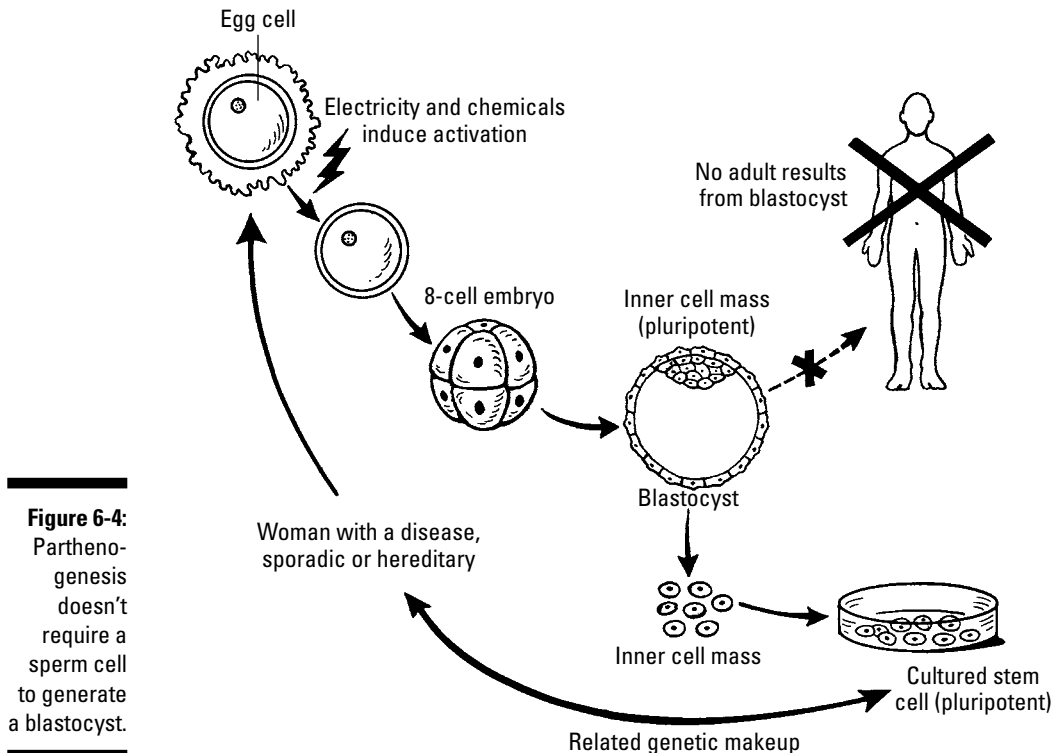 Egg cell
Electricity and chemicals
induce activation
No adult results
from blastocyst
8-cell embryo
Inner cell mass
(pluripotent)
Blastocyst
Woman with a disease,
sporadic or hereditary
Inner cell mass
Cultured stem
cell (pluripotent)
Related genetic makeup
Figure 6-4:
Partheno-
genesis
doesn't
require a
sperm cell
to generate
a blastocyst.